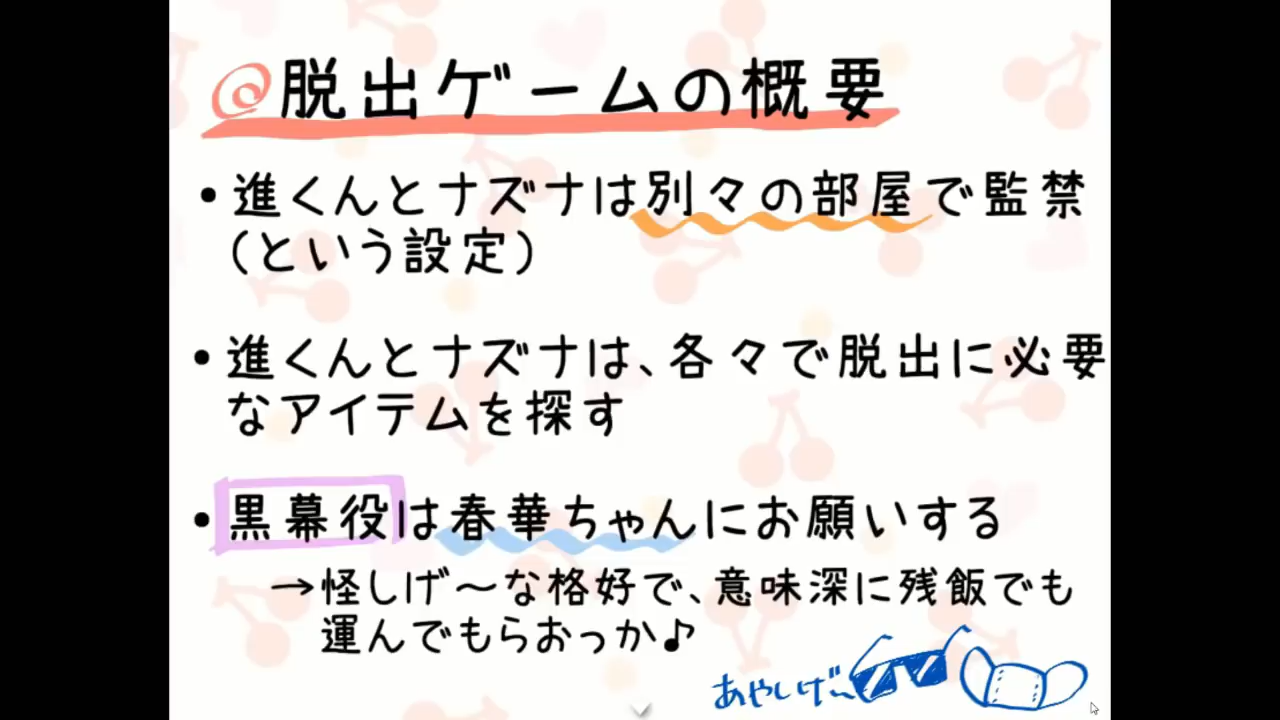 @脱出ゲームの概要
•進くんとナズナは別々の部屋で監禁
(という設定)
•進くんとナズナは、各々で脱出に必要
なアイテムを探す
•黒幕役は春華ちゃんにお願いする
→怪しげ〜な格好で、意味深に残飯でも
運んでもらおっか♪
あやしげ〜